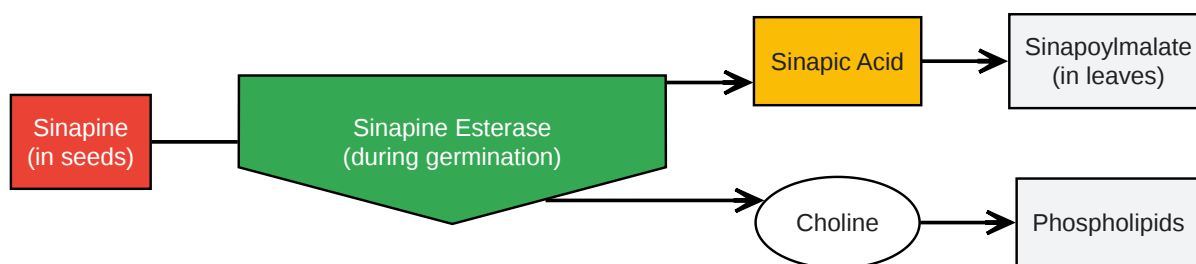 Sinapine
(in seeds)
Sinapine Esterase
(during germination)
Sinapic Acid
Sinapoylmalate
(in leaves)
Choline
Phospholipids